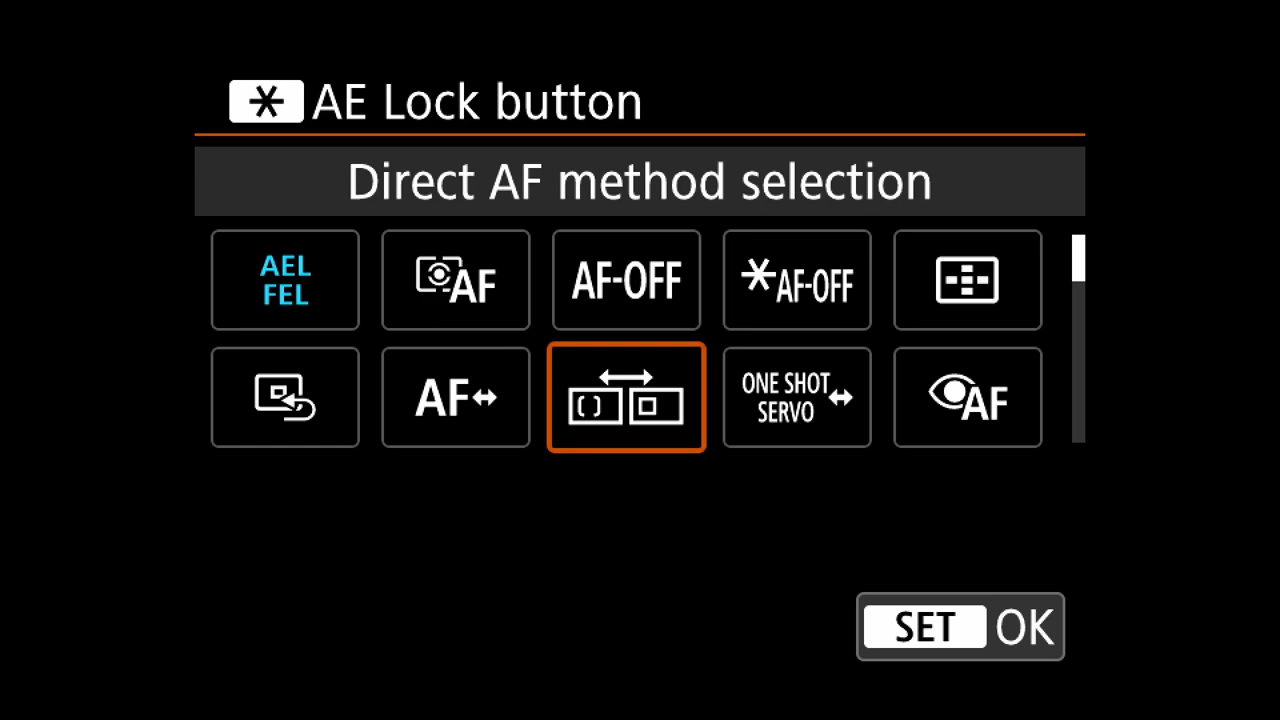 * AE Lock button
Direct AF method selection
AEL
FEL
AF
AF-OFF
* AF-OFF
AF
ONE SHOT
SERVO
AF
SET OK